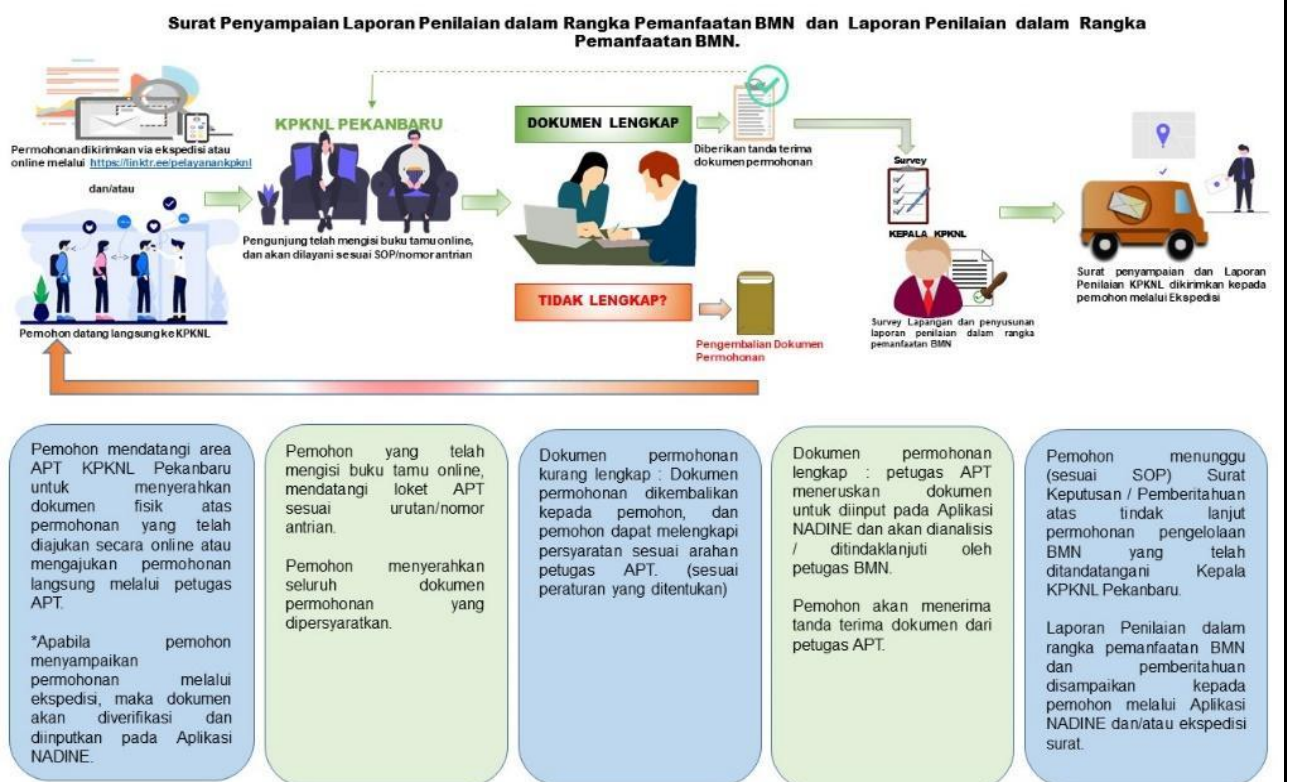 Surat Penyampaian Laporan Penilaian dalam Rangka Pemanfaatan BMN dan Laporan Penilaian dalam Rangka
Pemanfaatan BMN.
Permohonan dikirimkan via ekspedisi atau
online melalui https://linktr.ee/pelayanankpknl
dan/atau
Pemohon datang langsung ke KPKNL
KPKNL PEKANBARU
Pengunjung telah mengisi buku tamu online,
dan akan dilayani sesuai SOP/nomor antrian
DOKUMEN LENGKAP
TIDAK LENGKAP?
Diberikan tanda terima
dokumen permohonan
Pengembalian Dokumen
Permohonan
Survey
KEPALA KPKNL
Survey Lapangan dan penyusunan
laporan penilaian dalam rangka
pemanfaatan BMN
Surat penyampaian dan Laporan
Penilaian KPKNL dikirimkan kepada
pemohon melalui Ekspedisi
Pemohon mendatangi area
APT KPKNL Pekanbaru
untuk menyerahkan
dokumen fisik atas
permohonan yang telah
diajukan secara online atau
mengajukan permohonan
langsung melalui petugas
APT.
*Apabila pemohon
menyampaikan
permohonan melalui
ekspedisi, maka dokumen
akan diverifikasi dan
diinputkan pada Aplikasi
NADINE.
Pemohon yang telah
mengisi buku tamu online,
mendatangi loket APT
sesuai urutan/nomor
antrian.
Pemohon menyerahkan
seluruh dokumen
permohonan yang
dipersyaratkan.
Dokumen permohonan
kurang lengkap : Dokumen
permohonan dikembalikan
kepada pemohon, dan
pemohon dapat melengkapi
persyaratan sesuai arahan
petugas APT. (sesuai
peraturan yang ditentukan)
Dokumen permohonan
lengkap : petugas APT
meneruskan dokumen
untuk diinput pada Aplikasi
NADINE dan akan dianalisis
/ ditindaklanjuti oleh
petugas BMN.
Pemohon akan menerima
tanda terima dokumen dari
petugas APT.
Pemohon menunggu
(sesuai SOP) Surat
Keputusan / Pemberitahuan
atas tindak lanjut
permohonan pengelolaan
BMN yang telah
ditandatangani Kepala
KPKNL Pekanbaru.
Laporan Penilaian dalam
rangka pemanfaatan BMN
dan pemberitahuan
disampaikan kepada
pemohon melalui Aplikasi
NADINE dan/atau ekspedisi
surat.